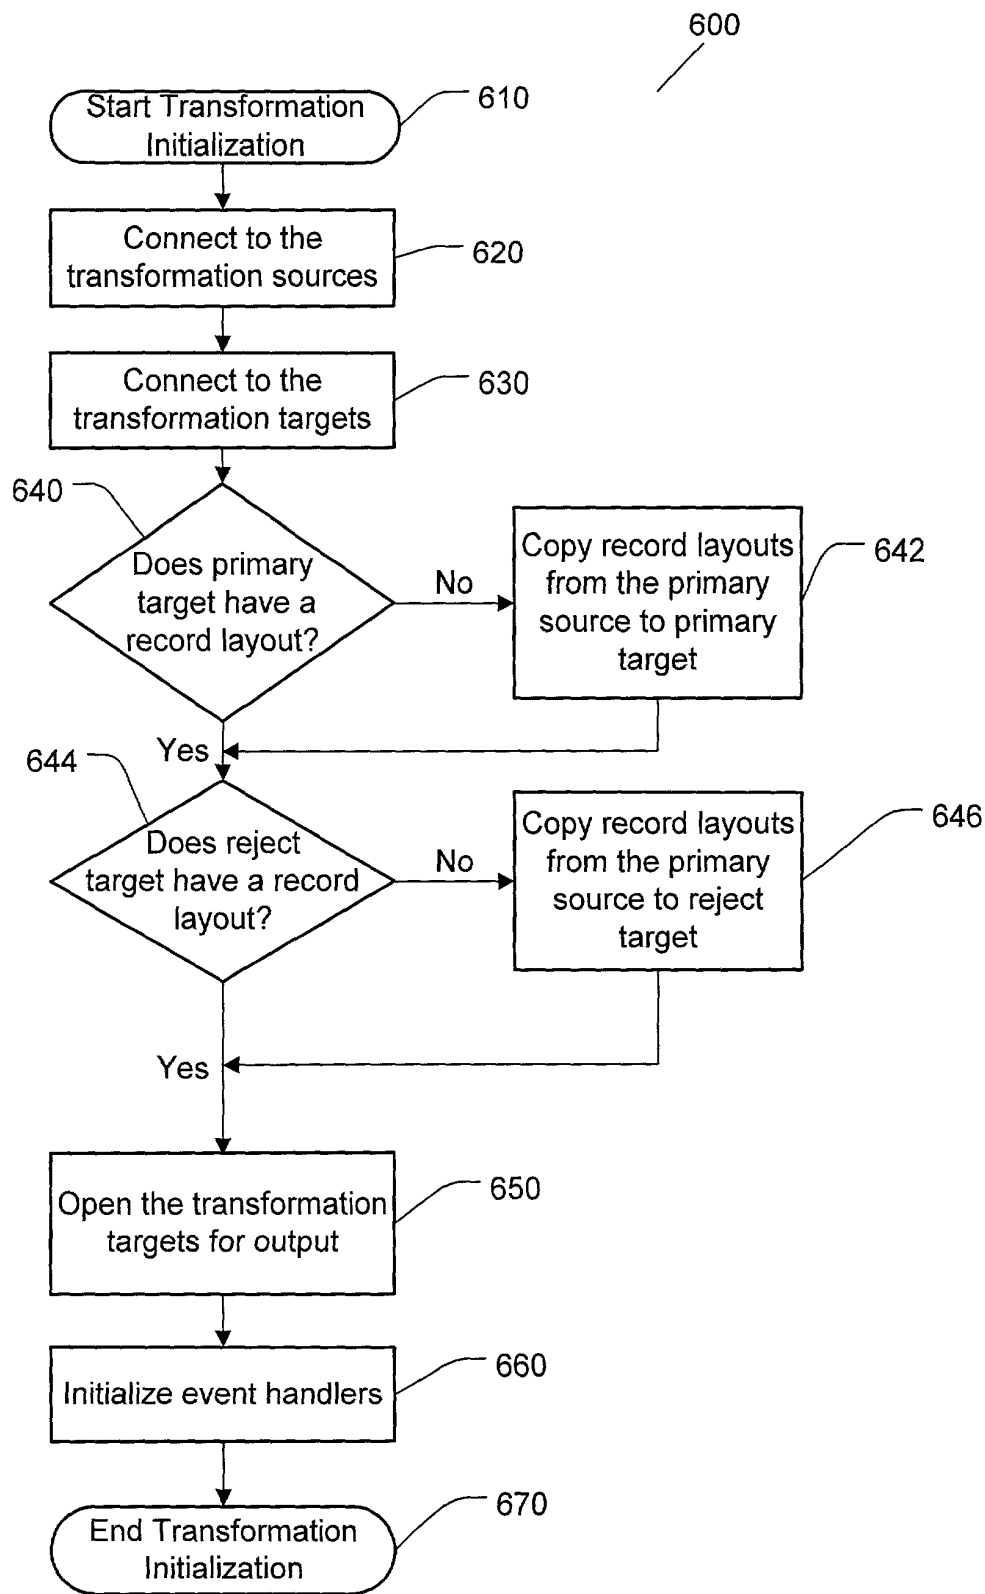 600
Start Transformation
Initialization
610
Connect to the
transformation sources
620
Connect to the
transformation targets
630
640
Does primary
target have a
record layout?
No
Copy record layouts
from the primary
source to primary
target
642
Yes
644
Does reject
target have a record
layout?
No
Copy record layouts
from the primary
source to reject
target
646
Yes
Open the transformation
targets for output
650
Initialize event handlers
660
End Transformation
Initialization
670